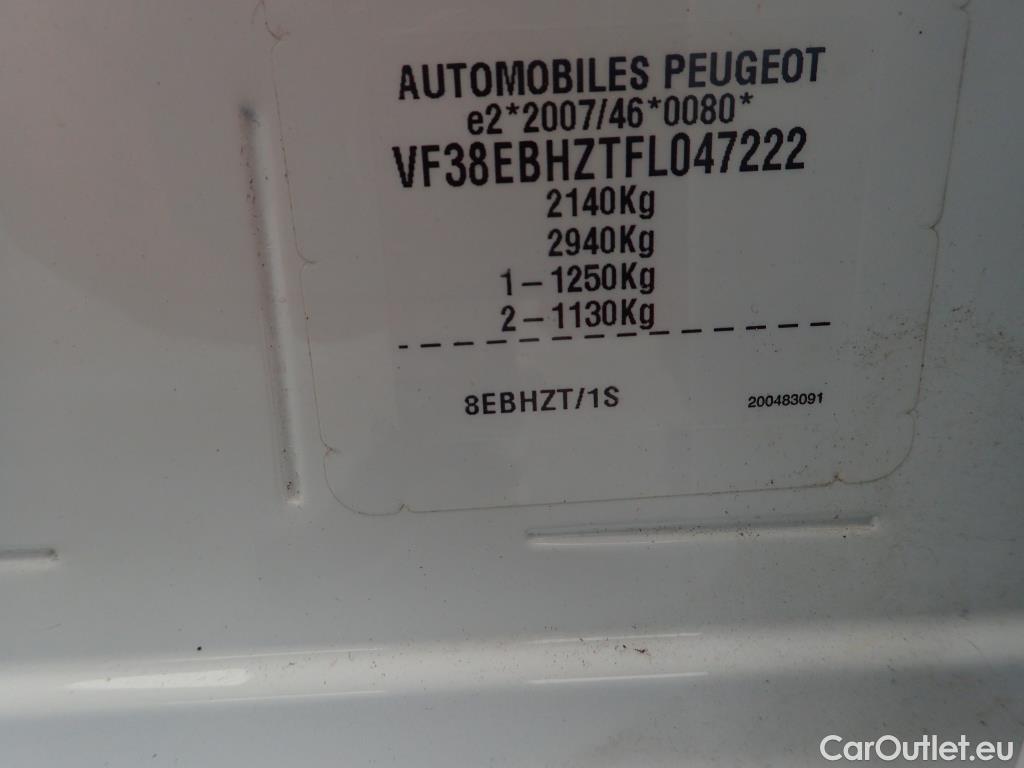 AUTOMOBILES PEUGEOT
e2*2007/46*0080*
VF38EBHZTFL047222
2140Kg
2940Kg
1-1250Kg
2-1130Kg
8EBHZT/1S 200483091
CarOutlet.eu